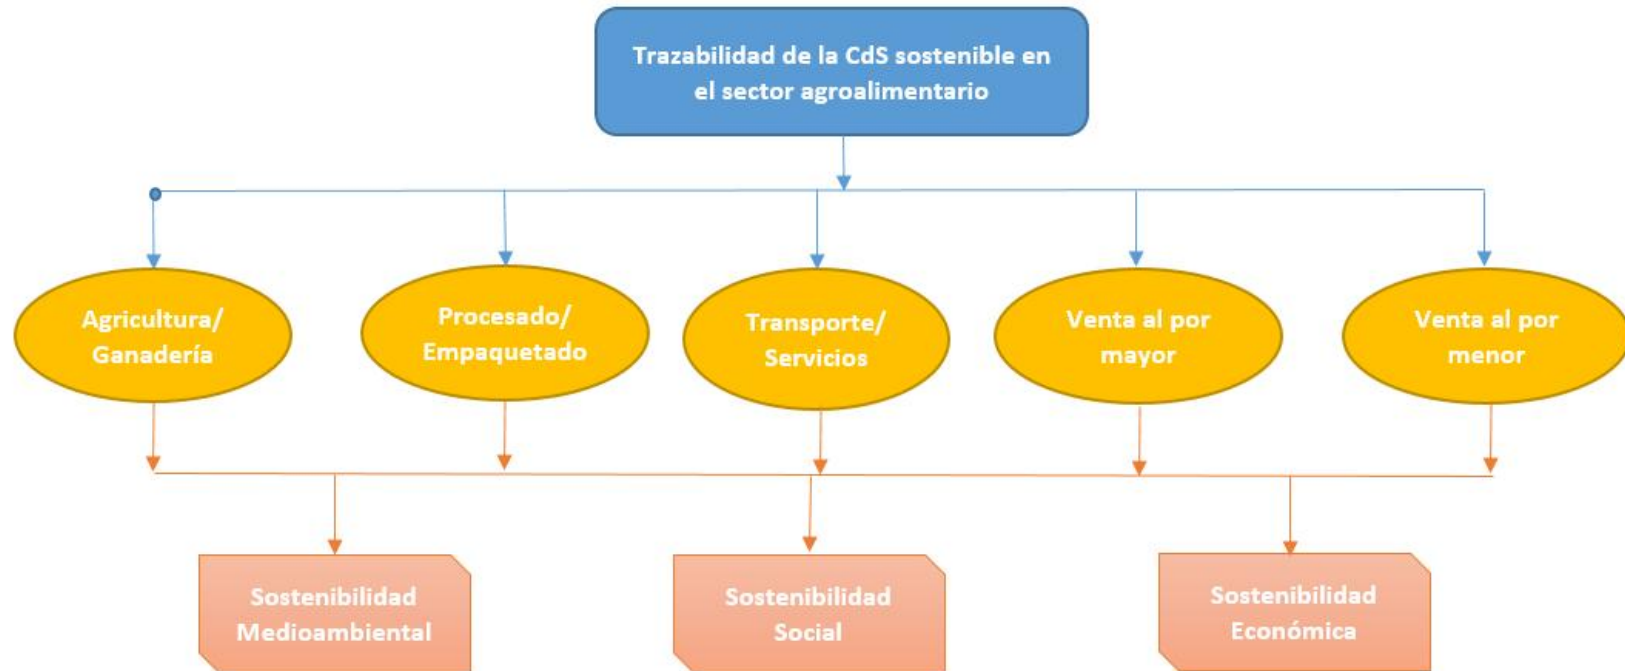 Trazabilidad de la CdS sostenible en
el sector agroalimentario
Agricultura/
Ganadería
Procesado/
Empaquetado
Transporte/
Servicios
Venta al por
mayor
Venta al por
menor
Sostenibilidad
Medioambiental
Sostenibilidad
Social
Sostenibilidad
Económica